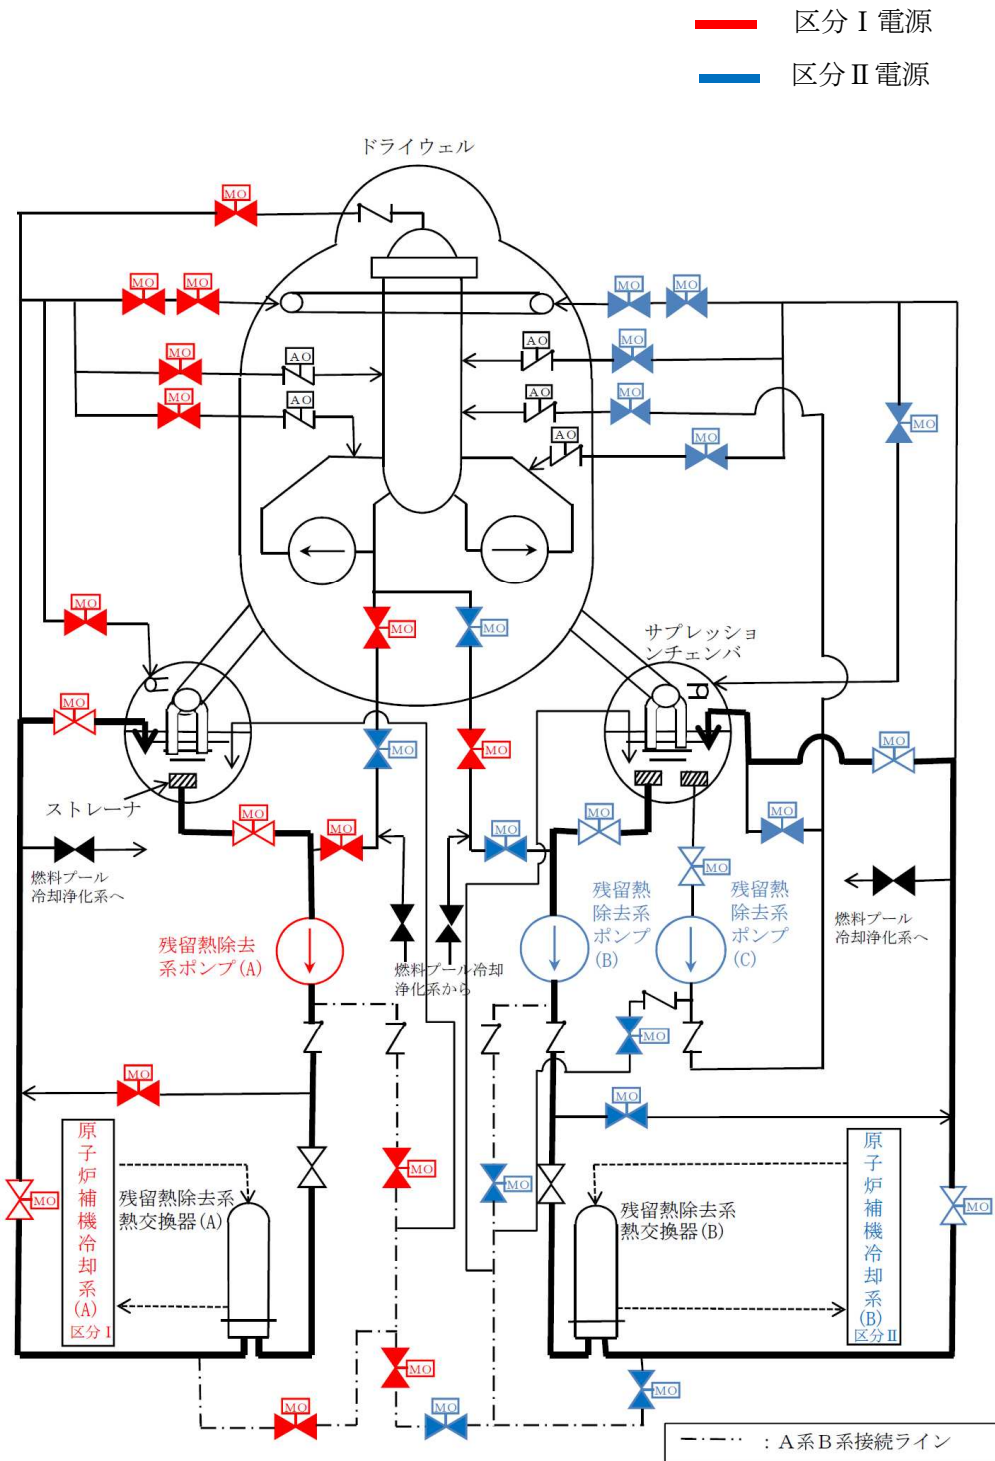 区分Ⅰ電源
区分Ⅱ電源
ドライウェル
MO
MO
MO
MO
MO
MO
AO
AO
MO
MO
AO
MO
MO
AO
MO
AO
MO
MO
MO
MO
サプレッショ
ンチェンバ
MO
MO
MO
MO
ストレーナ
MO
MO
MO
MO
MO
MO
燃料プール
冷却浄化系へ
燃料プール
冷却浄化系へ
残留熱除去
系ポンプ(A)
燃料プール冷却
浄化系から
残留熱
除去系
ポンプ
(B)
残留熱
除去系
ポンプ
(C)
MO
MO
MO
原子炉補機冷却系(A)
区分Ⅰ
MO
残留熱除去系
熱交換器(A)
MO
MO
残留熱除去系
熱交換器(B)
原子炉補機冷却系(B)
区分Ⅱ
MO
MO
MO
MO
MO
:A系B系接続ライン